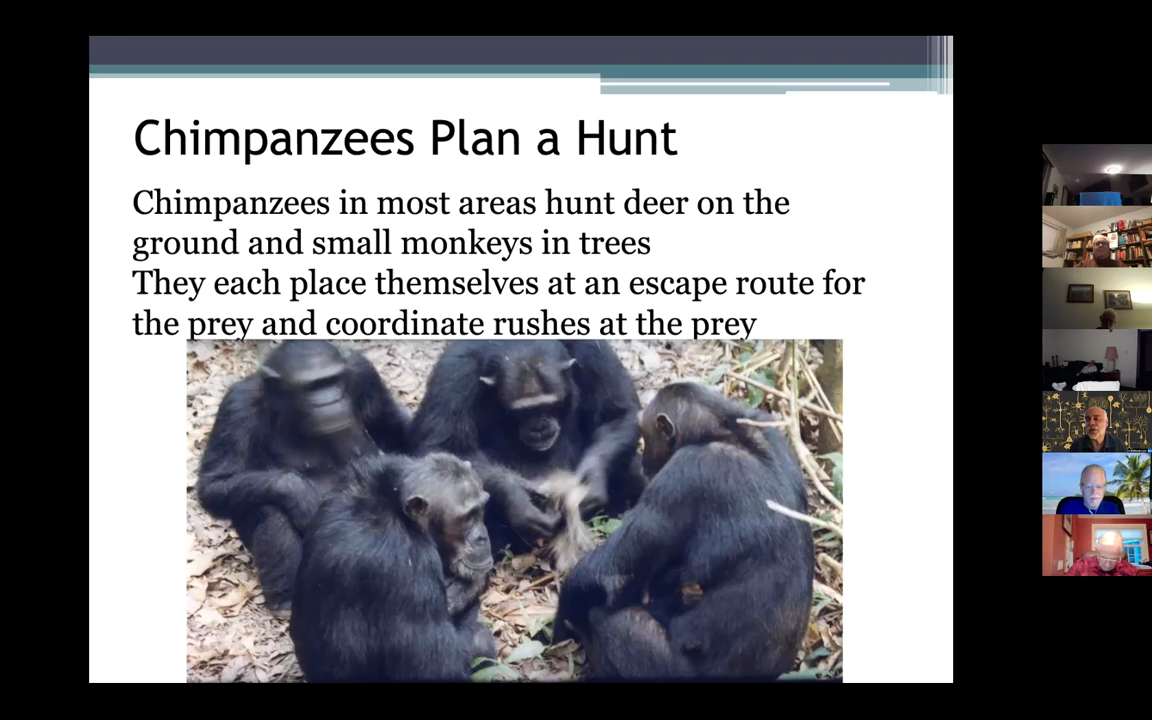 Chimpanzees Plan a Hunt
Chimpanzees in most areas hunt deer on the
ground and small monkeys in trees
They each place themselves at an escape route for
the prey and coordinate rushes at the prey